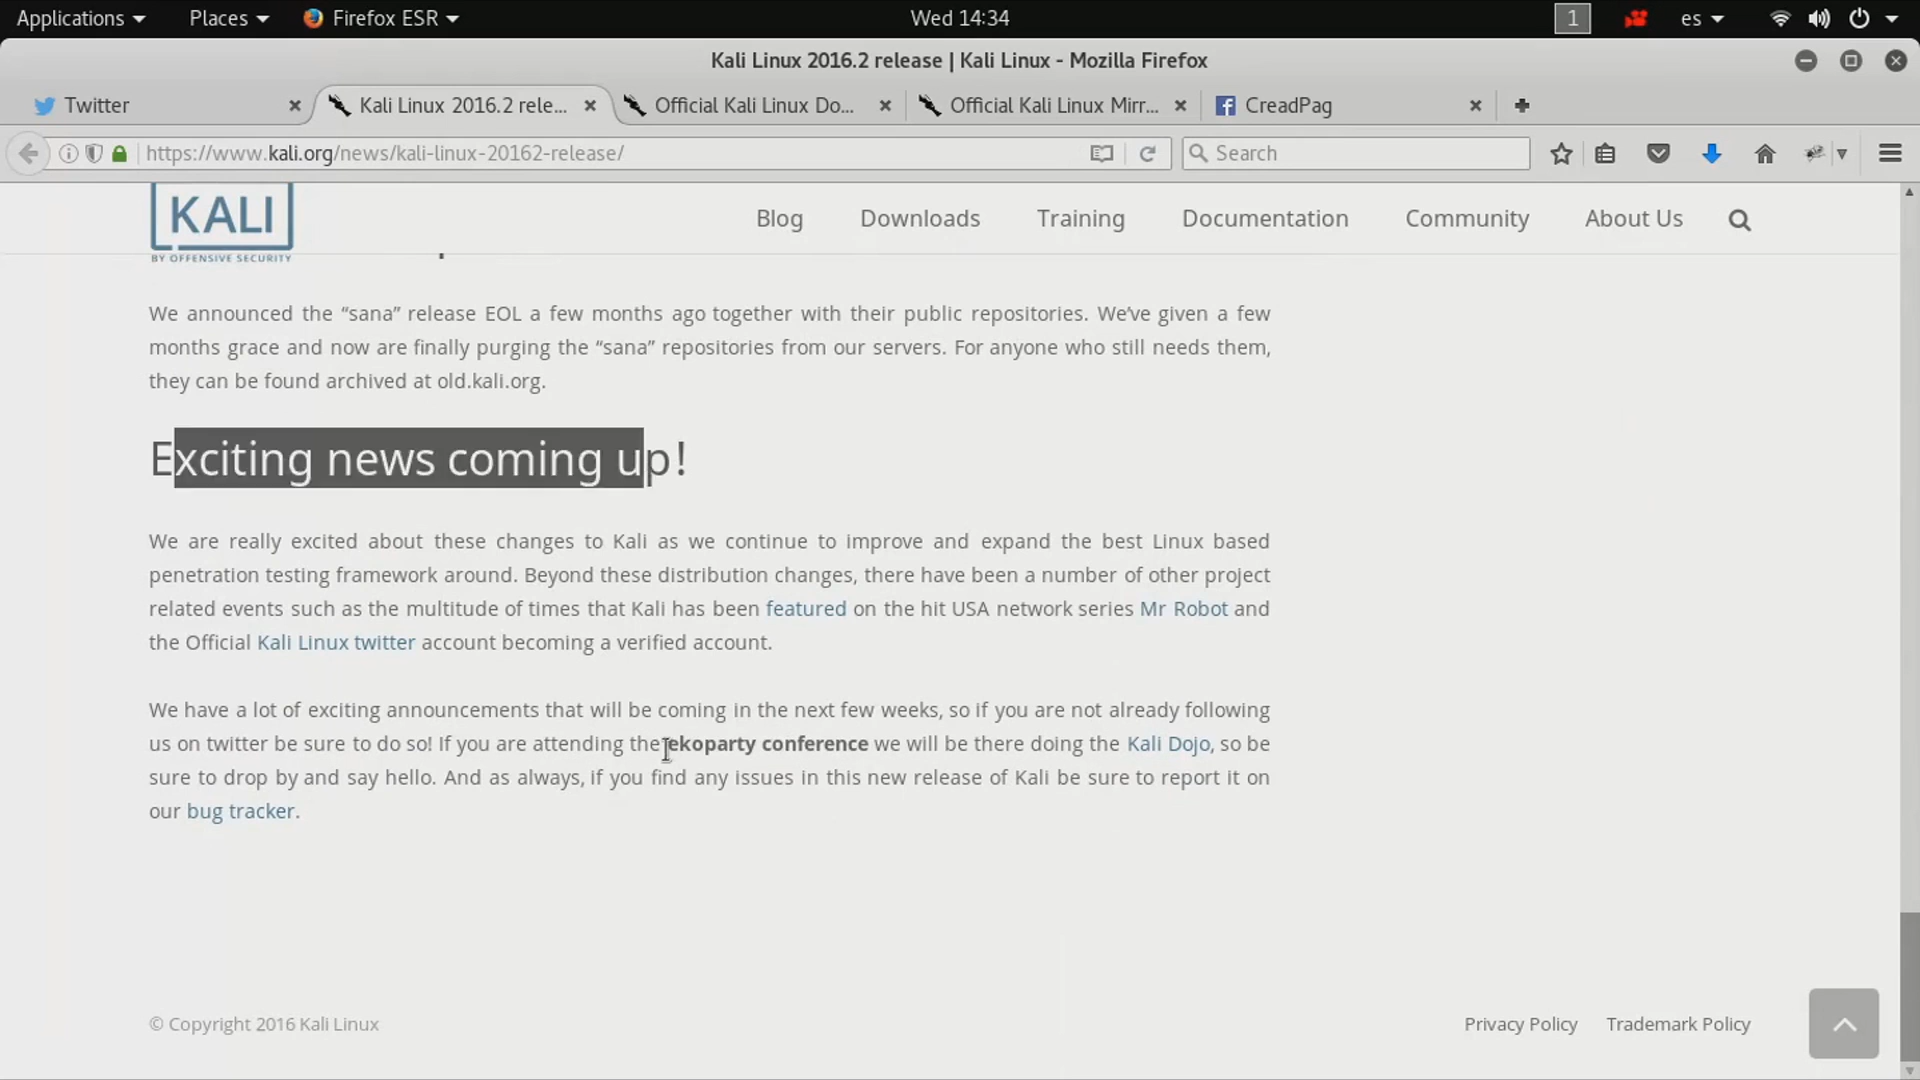 Applications Places Firefox ESR Wed 14:34 1 es
Kali Linux 2016.2 release | Kali Linux - Mozilla Firefox
Twitter Kali Linux 2016.2 rele... Official Kali Linux Do... Official Kali Linux Mirr... CreadPag
https://www.kali.org/news/kali-linux-20162-release/ Search
KALI
BY OFFENSIVE SECURITY
Blog Downloads Training Documentation Community About Us
We announced the “sana” release EOL a few months ago together with their public repositories. We’ve given a few
months grace and now are finally purging the “sana” repositories from our servers. For anyone who still needs them,
they can be found archived at old.kali.org.
Exciting news coming up!
We are really excited about these changes to Kali as we continue to improve and expand the best Linux based
penetration testing framework around. Beyond these distribution changes, there have been a number of other project
related events such as the multitude of times that Kali has been featured on the hit USA network series Mr Robot and
the Official Kali Linux twitter account becoming a verified account.
We have a lot of exciting announcements that will be coming in the next few weeks, so if you are not already following
us on twitter be sure to do so! If you are attending the ekoparty conference we will be there doing the Kali Dojo, so be
sure to drop by and say hello. And as always, if you find any issues in this new release of Kali be sure to report it on
our bug tracker.
© Copyright 2016 Kali Linux Privacy Policy Trademark Policy